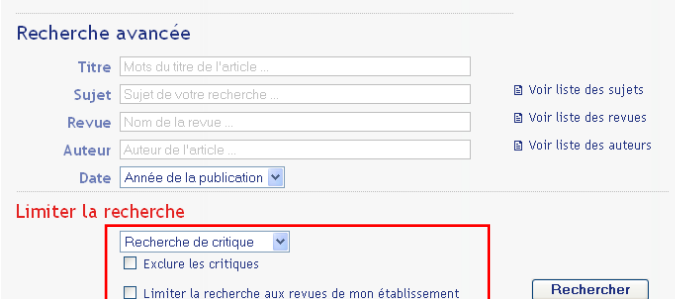 Recherche avancée
Titre Mots du titre de l'article ...
Sujet Sujet de votre recherche ... Voir liste des sujets
Revue Nom de la revue ... Voir liste des revues
Auteur Auteur de l'article ... Voir liste des auteurs
Date Année de la publication
Limiter la recherche
Recherche de critique
Exclure les critiques
Limiter la recherche aux revues de mon établissement Rechercher